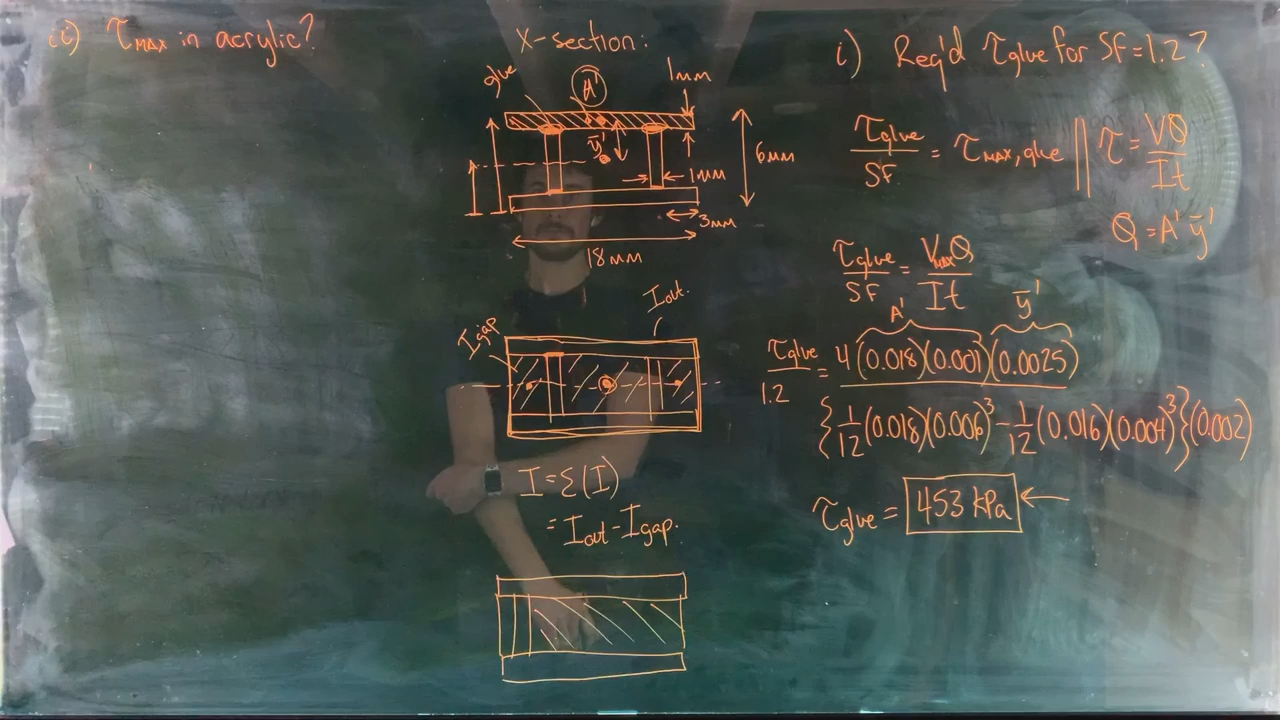 ii) τMAX in acrylic?
X-section:
glue
A'
1mm
ȳ'
6mm
1mm
3mm
18mm
Igap
Iout.
I=Σ(I)
=Iout-Igap.
i) Req'd τglue for SF=1.2?
τglue/SF = τMAX,glue || τ = VQ/It
Q = A'ȳ'
τglue/SF = VMAXQ/It
A' ȳ'
τglue/1.2 = 4(0.018)(0.001)(0.0025)/{1/12(0.018)(0.006)³-1/12(0.016)(0.004)³}(0.002)
τglue = 453 kPa ←